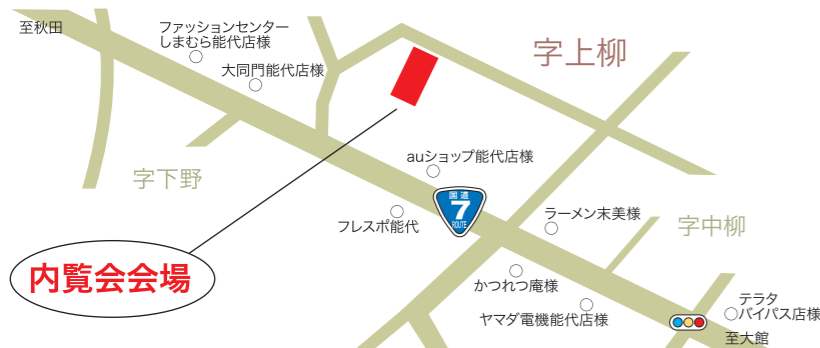 至秋田
ファッションセンター
しまむら能代店様
大同門能代店様
字上柳
字下野
auショップ能代店様
国道
7
ROUTE
フレスポ能代
ラーメン末美様
字中柳
内覧会会場
かつれつ庵様
ヤマダ電機能代店様
テラタ
バイパス店様
至大館